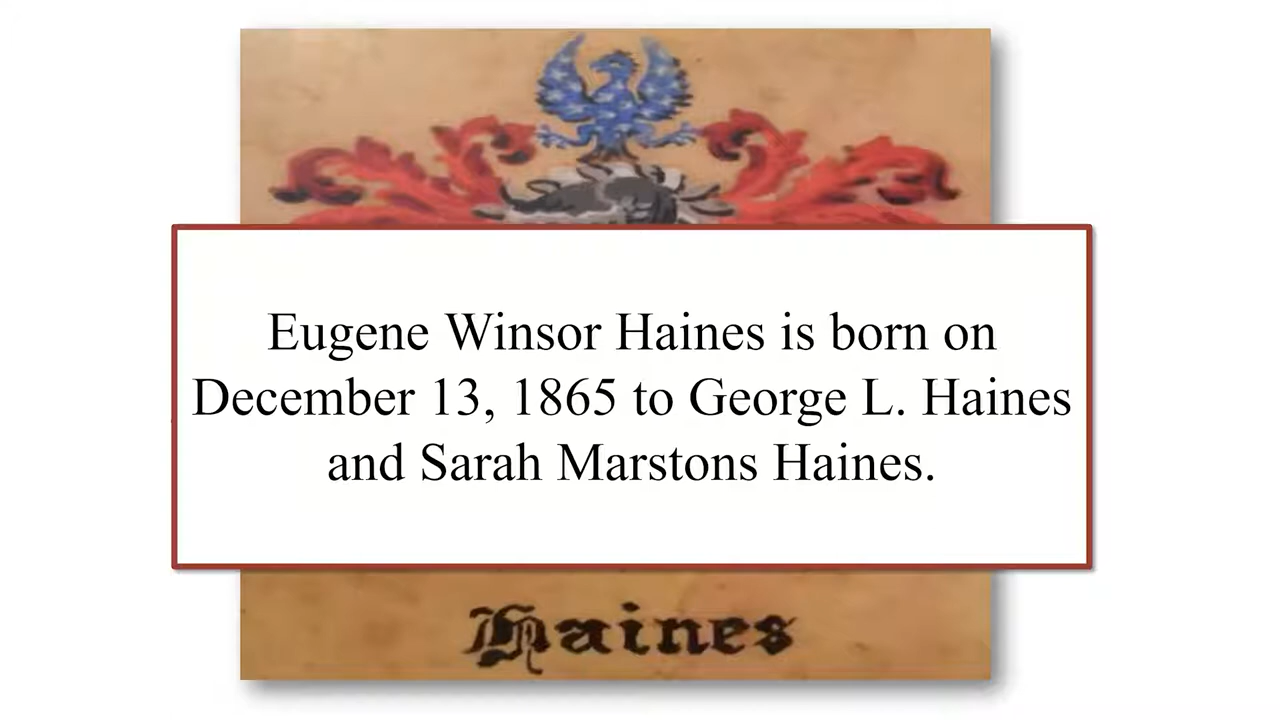 Eugene Winsor Haines is born on
December 13, 1865 to George L. Haines
and Sarah Marstons Haines.
Haines